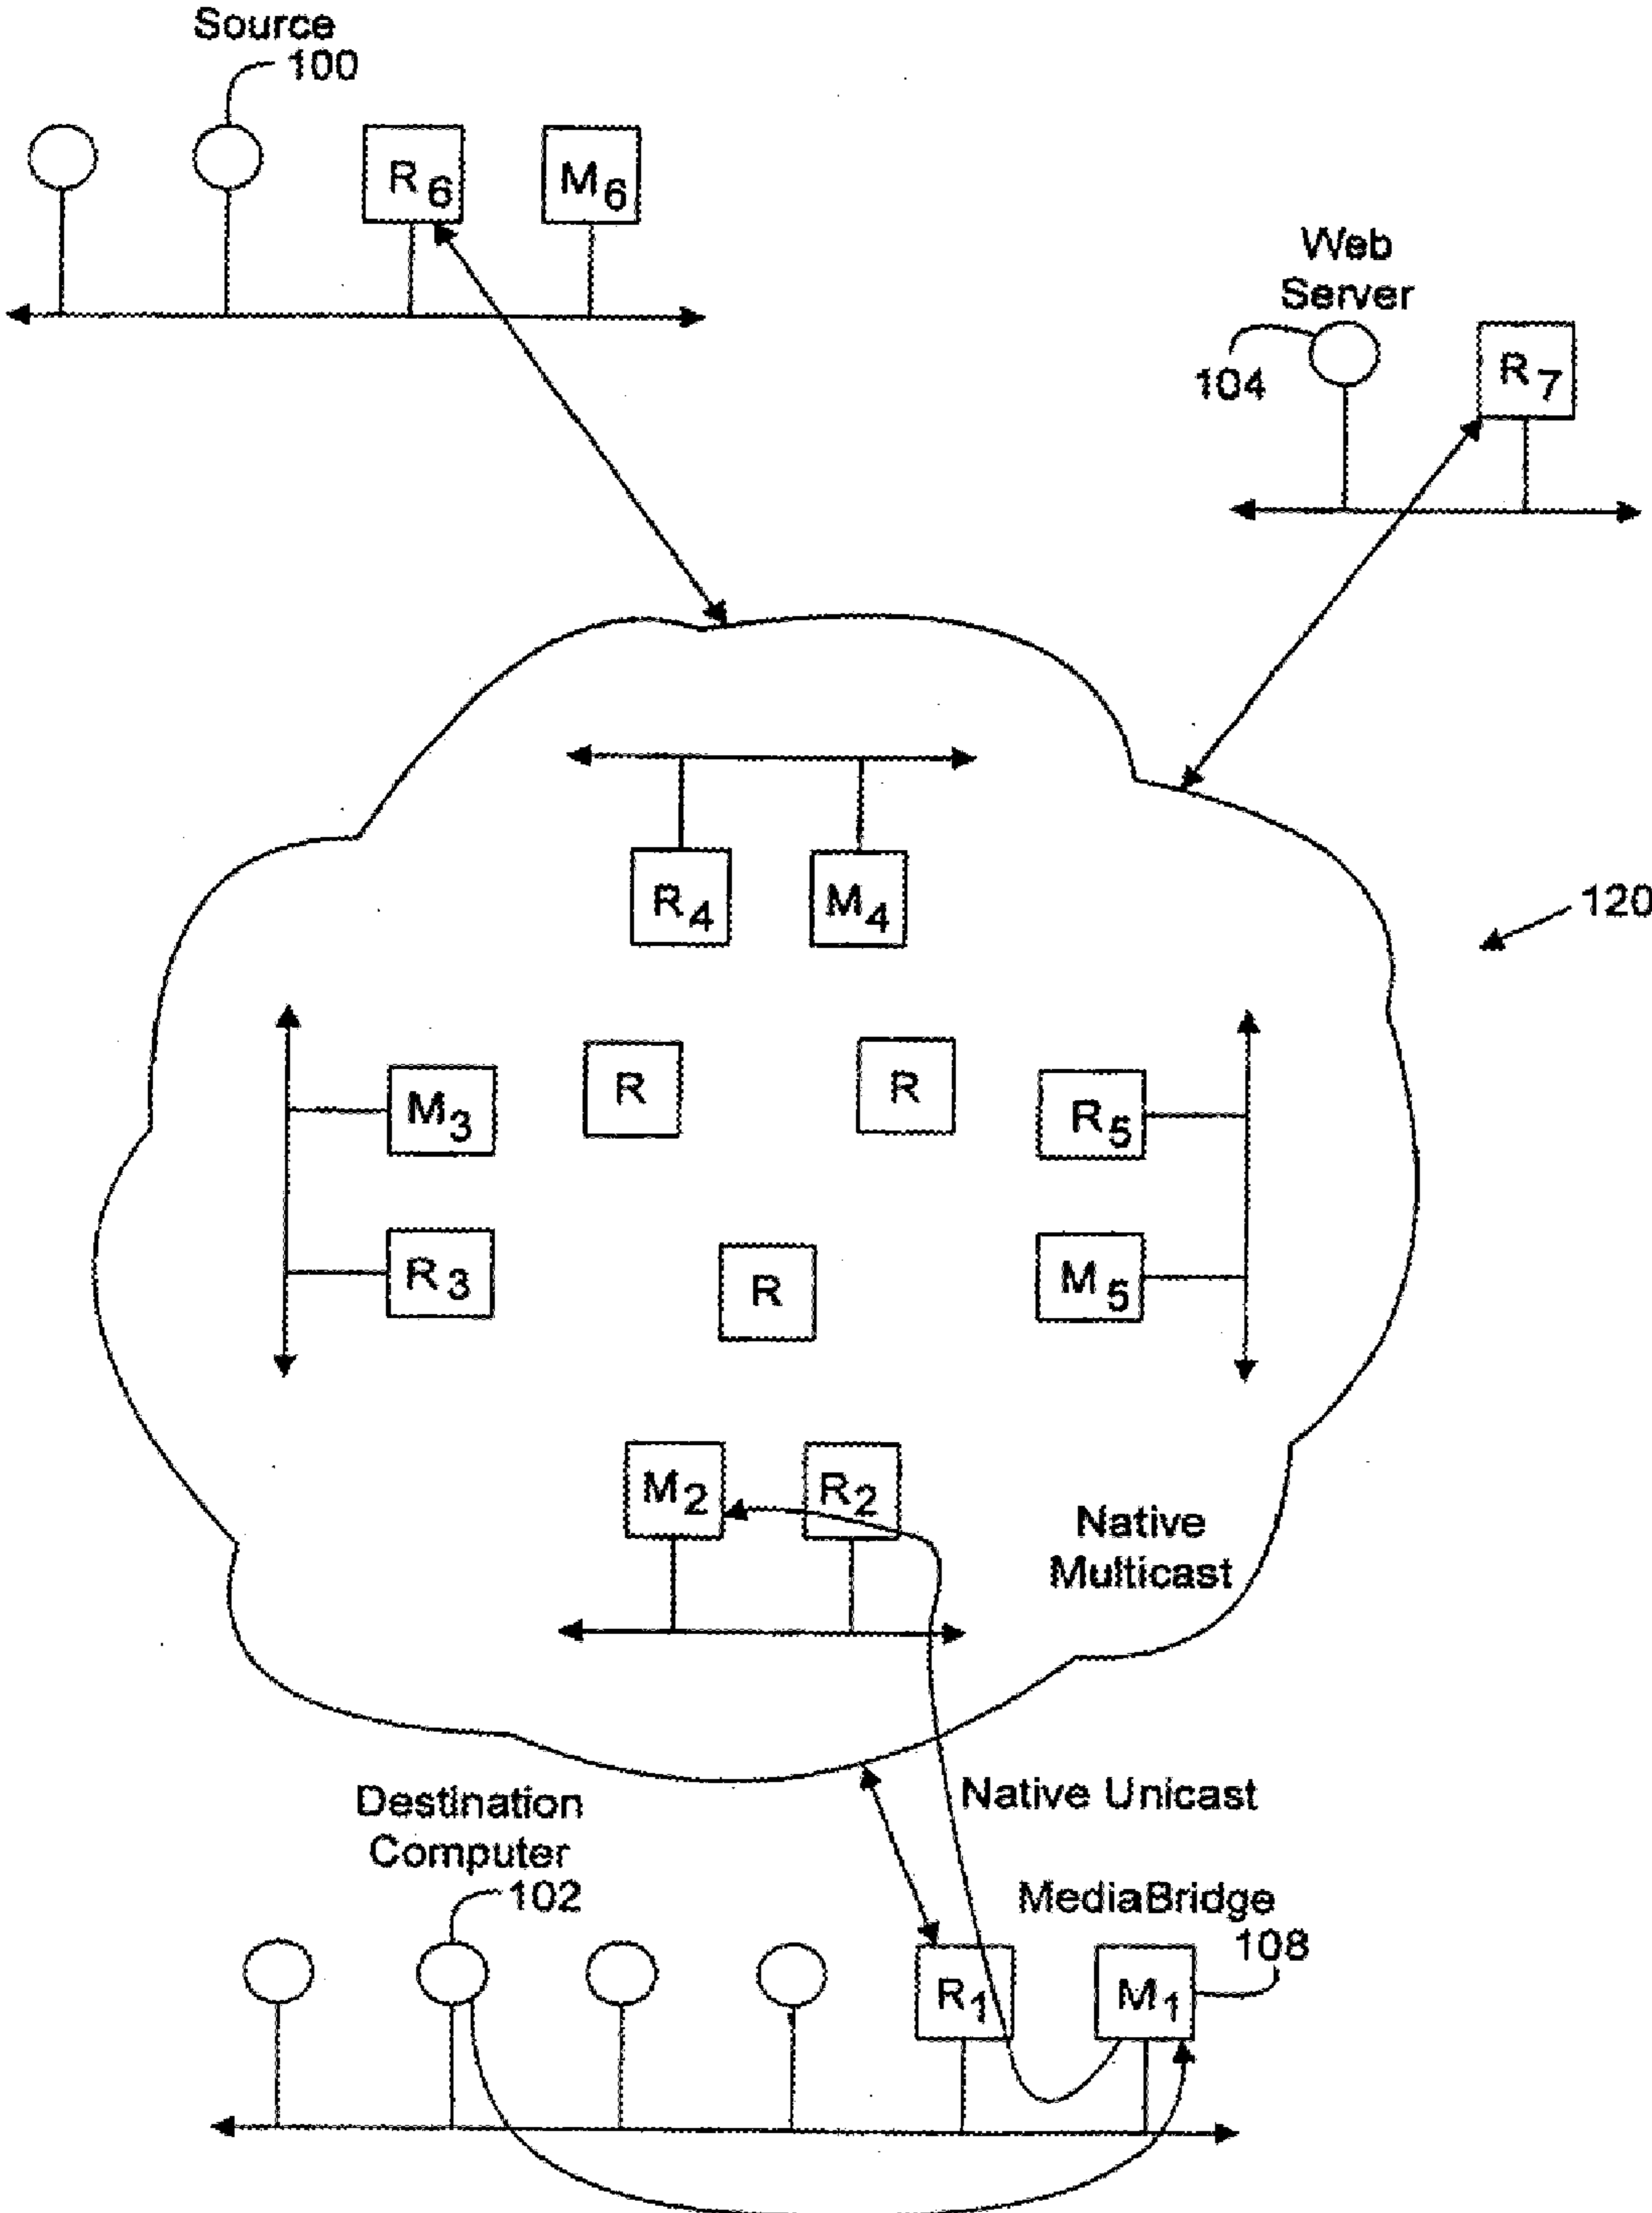 Source
100
R6
M6
Web
Server
104
R7
R4
M4
120
M3
R
R
R5
R3
R
M5
M2
R2
Native
Multicast
Destination
Computer
102
Native Unicast
MediaBridge
108
R1
M1